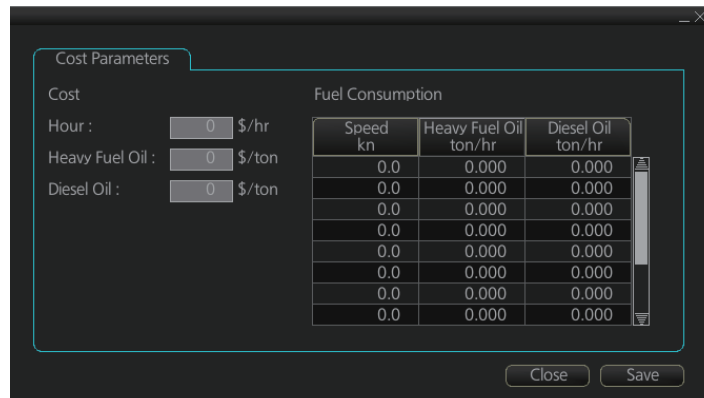 Cost Parameters
Cost
Fuel Consumption
Hour : 0 $/hr
Heavy Fuel Oil : 0 $/ton
Diesel Oil : 0 $/ton
Speed kn Heavy Fuel Oil ton/hr Diesel Oil ton/hr
0.0 0.000 0.000
0.0 0.000 0.000
0.0 0.000 0.000
0.0 0.000 0.000
0.0 0.000 0.000
0.0 0.000 0.000
0.0 0.000 0.000
0.0 0.000 0.000
Close Save